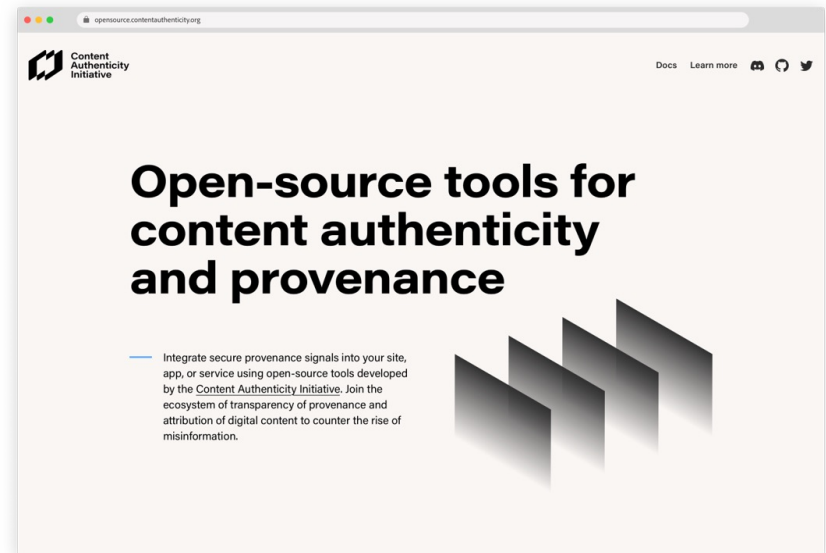 opensource.contentauthenticity.org
Content
Authenticity
Initiative
Docs Learn more
Open-source tools for
content authenticity
and provenance
Integrate secure provenance signals into your site,
app, or service using open-source tools developed
by the Content Authenticity Initiative. Join the
ecosystem of transparency of provenance and
attribution of digital content to counter the rise of
misinformation.